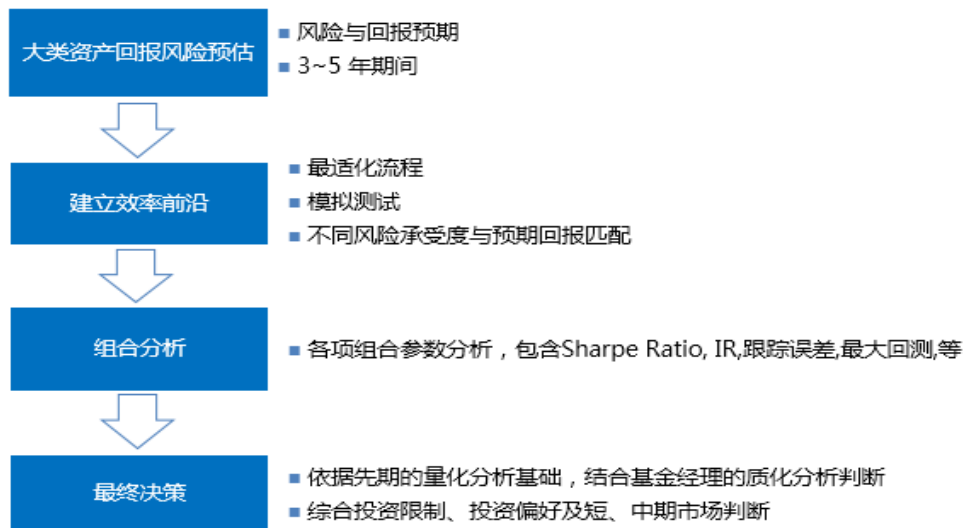 大类资产回报风险预估
■ 风险与回报预期
■ 3~5 年期间
建立效率前沿
■ 最适化流程
■ 模拟测试
■ 不同风险承受度与预期回报匹配
组合分析
■ 各项组合参数分析，包含Sharpe Ratio, IR,跟踪误差,最大回测,等
最终决策
■ 依据先期的量化分析基础，结合基金经理的质化分析判断
■ 综合投资限制、投资偏好及短、中期市场判断